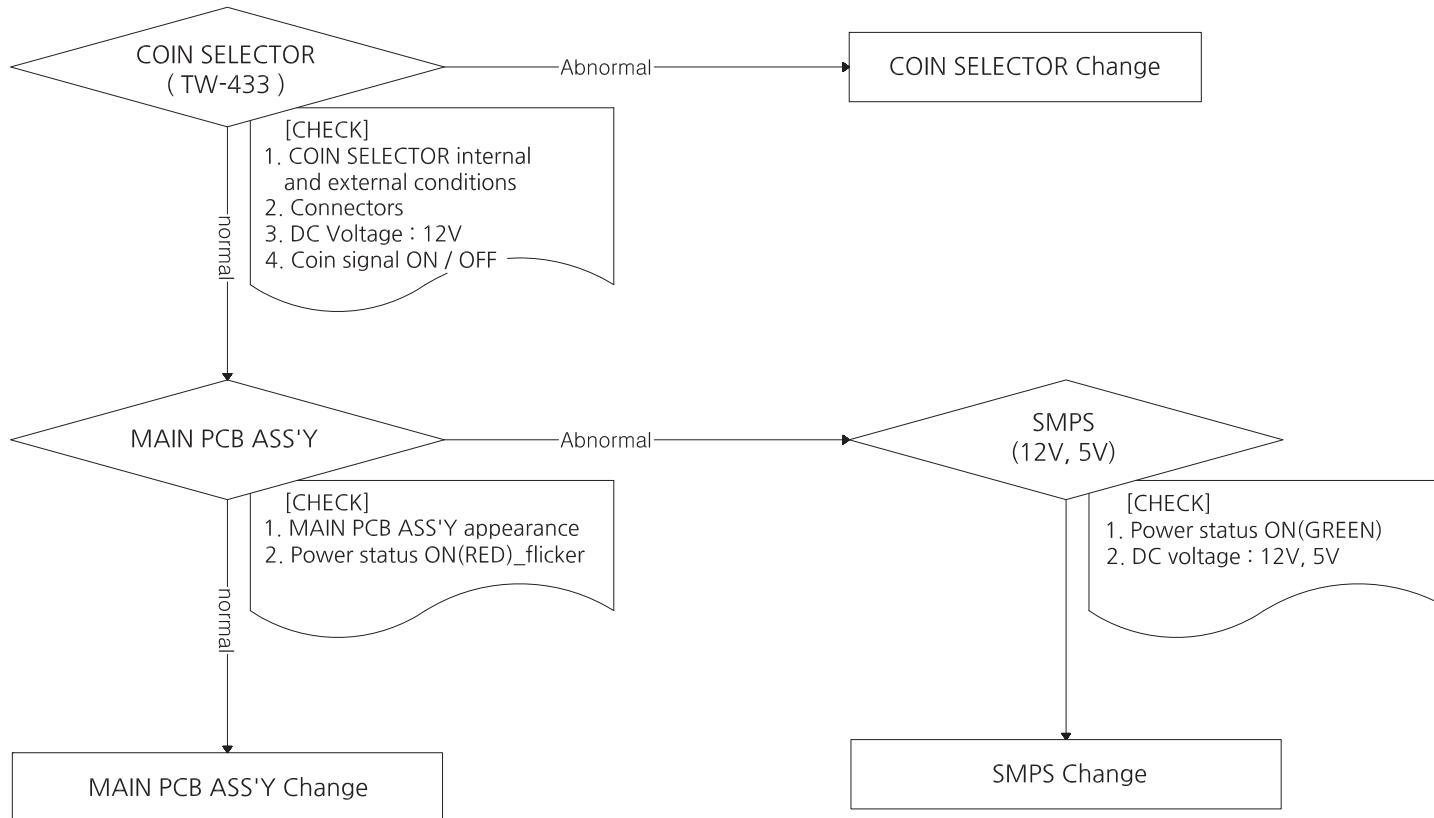 COIN SELECTOR
( TW-433 )
Abnormal
COIN SELECTOR Change
[CHECK]
1. COIN SELECTOR internal
and external conditions
2. Connectors
3. DC Voltage : 12V
4. Coin signal ON / OFF
normal
MAIN PCB ASS'Y
Abnormal
SMPS
(12V, 5V)
[CHECK]
1. MAIN PCB ASS'Y appearance
2. Power status ON(RED)_flicker
[CHECK]
1. Power status ON(GREEN)
2. DC voltage : 12V, 5V
normal
MAIN PCB ASS'Y Change
SMPS Change